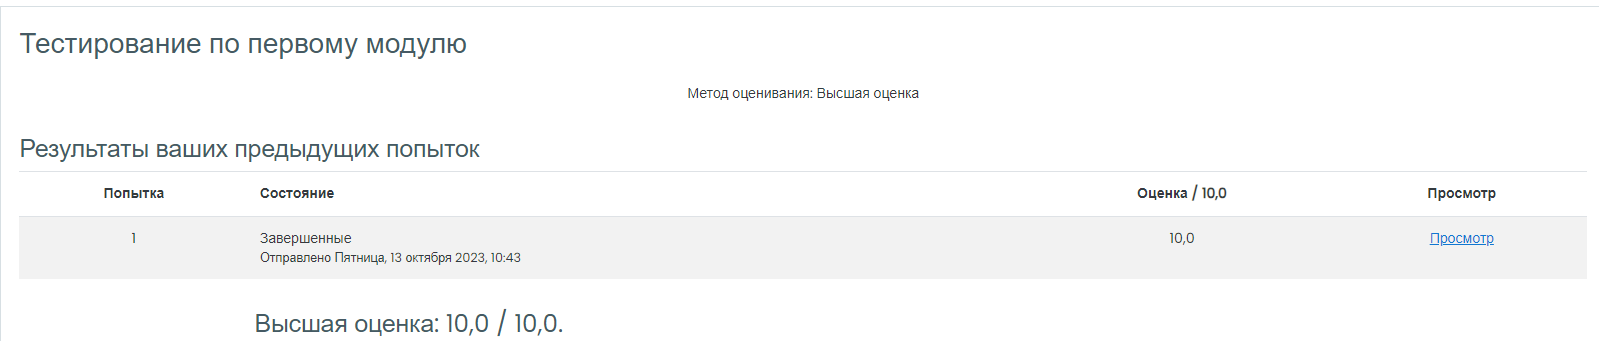 Тестирование по первому модулю
Метод оценивания: Высшая оценка
Результаты ваших предыдущих попыток
Попытка Состояние Оценка / 10,0 Просмотр
1 Завершенные 10,0 Просмотр
Отправлено Пятница, 13 октября 2023, 10:43
Высшая оценка: 10,0 / 10,0.